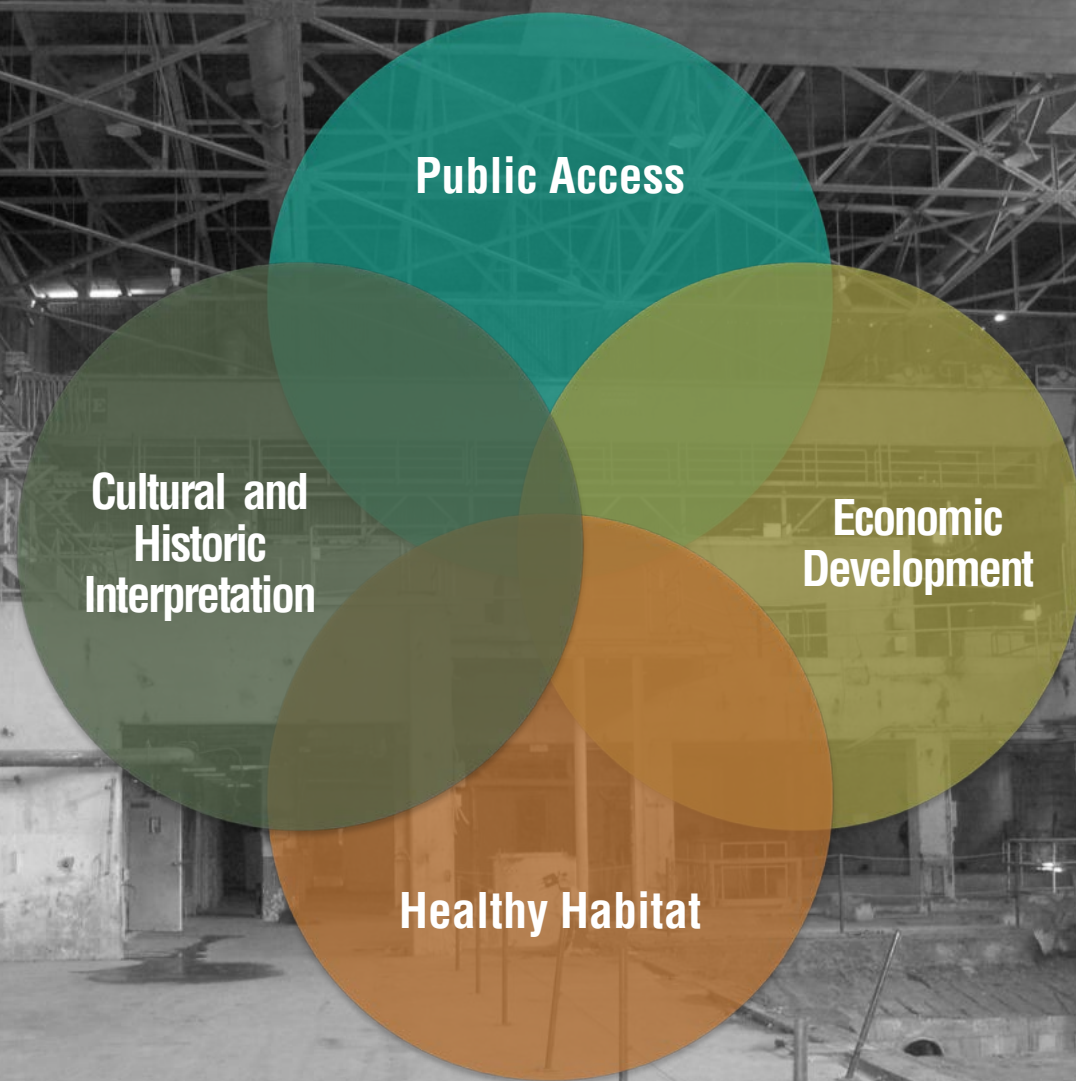 Public Access
Cultural and
Historic
Interpretation
Economic
Development
Healthy Habitat